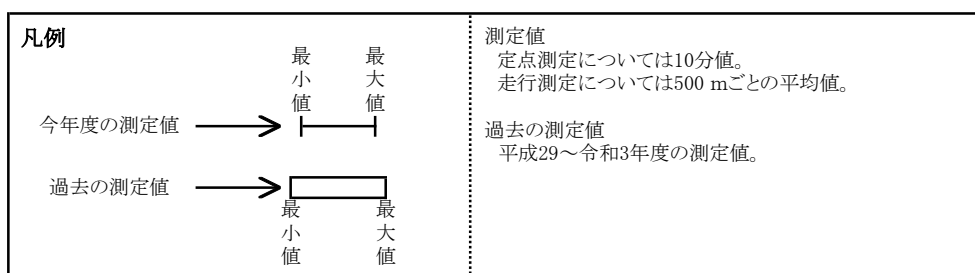 凡例
最小値
最大値
今年度の測定値
過去の測定値
最小値
最大値
測定値
定点測定については10分値。
走行測定については500 mごとの平均値。
過去の測定値
平成29～令和3年度の測定値。